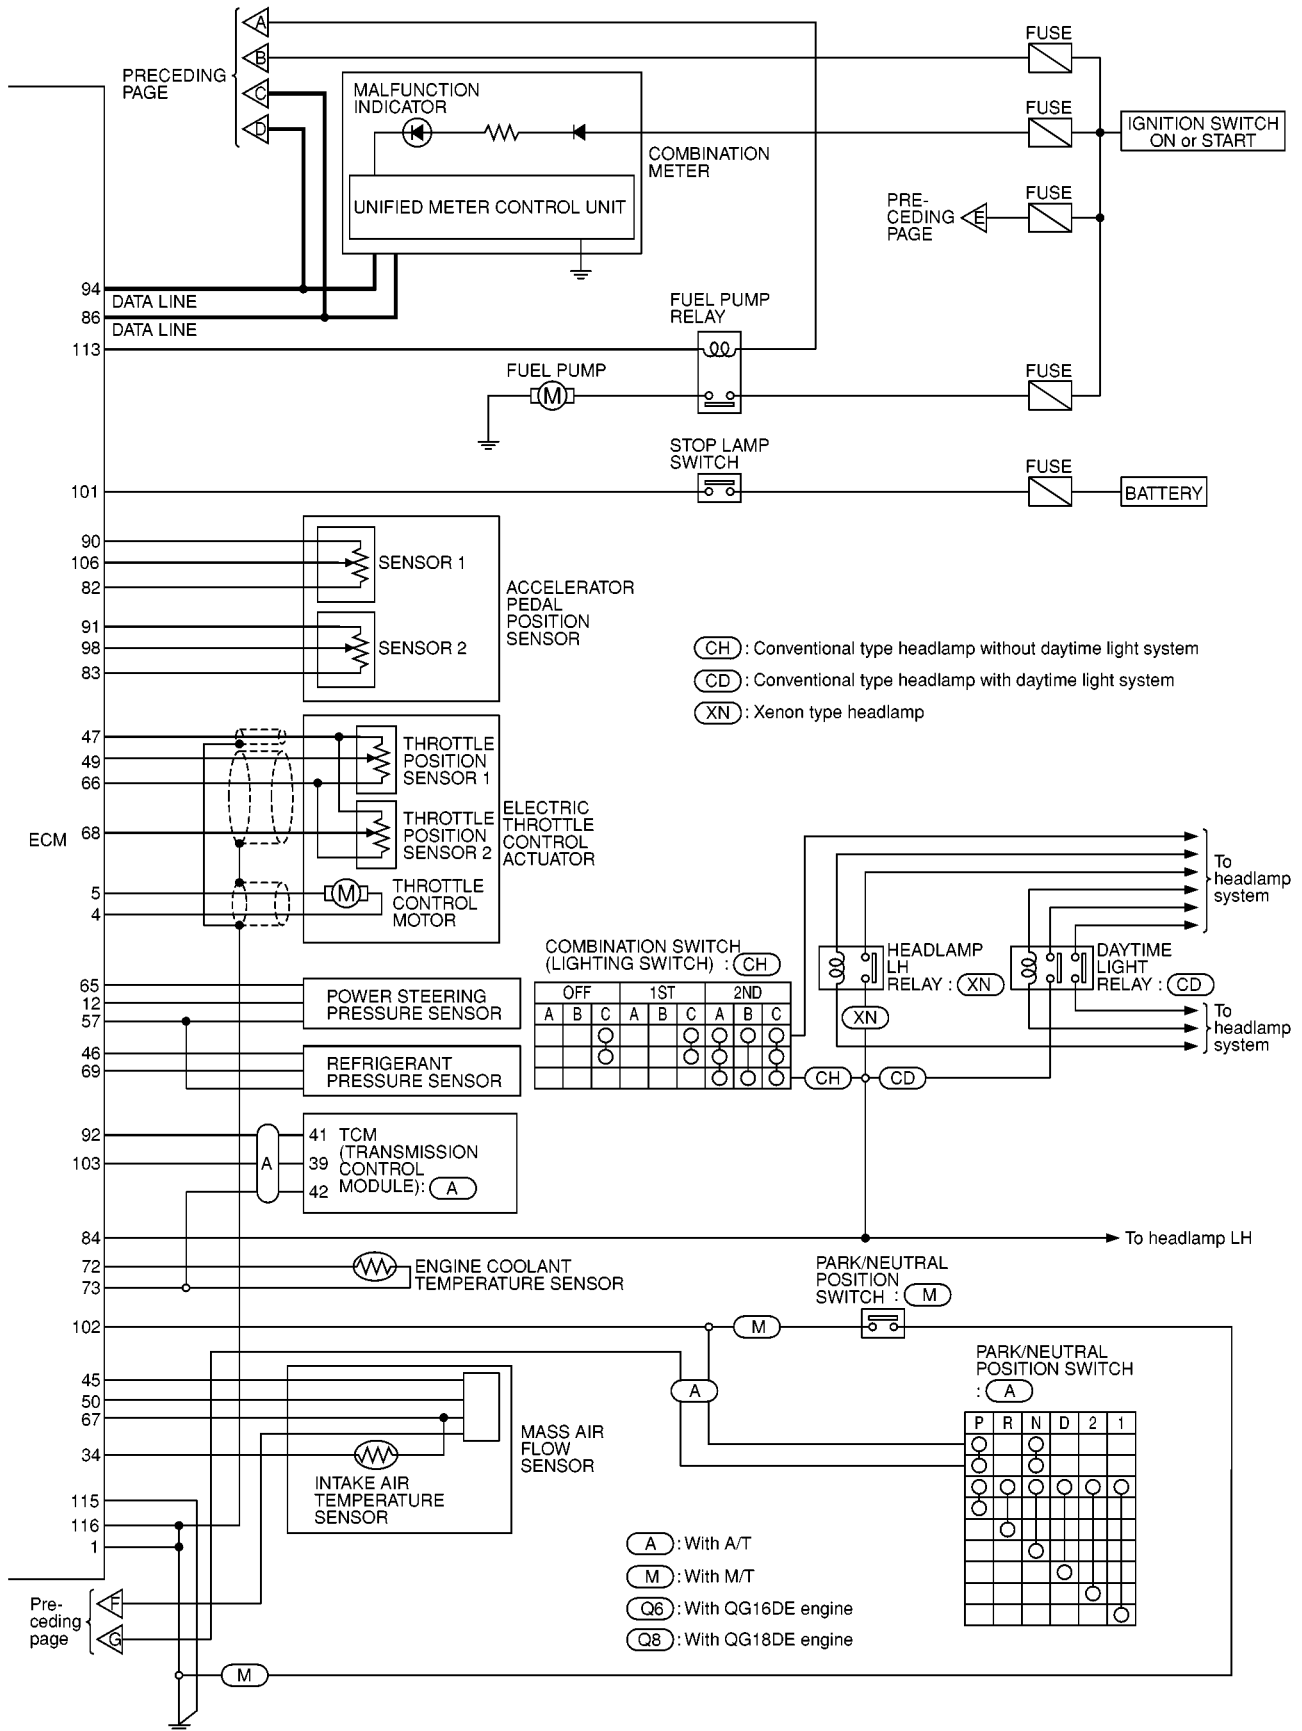 A
FUSE
B
PRECEDING
PAGE
C
MALFUNCTION
INDICATOR
FUSE
D
IGNITION SWITCH
ON or START
COMBINATION
METER
UNIFIED METER CONTROL UNIT
FUSE
PRE-
CEDING
PAGE
E
94
DATA LINE
86
DATA LINE
FUEL PUMP
RELAY
113
FUEL PUMP
M
FUSE
STOP LAMP
SWITCH
FUSE
101
BATTERY
90
106
82
SENSOR 1
91
98
83
SENSOR 2
ACCELERATOR
PEDAL
POSITION
SENSOR
CH : Conventional type headlamp without daytime light system
CD : Conventional type headlamp with daytime light system
XN : Xenon type headlamp
47
49
66
THROTTLE
POSITION
SENSOR 1
ECM
68
THROTTLE
POSITION
SENSOR 2
ELECTRIC
THROTTLE
CONTROL
ACTUATOR
5
4
M
THROTTLE
CONTROL
MOTOR
To
headlamp
system
COMBINATION SWITCH
(LIGHTING SWITCH) : CH
OFF 1ST 2ND
A B C A B C A B C
HEADLAMP
LH
RELAY : XN
DAYTIME
LIGHT
RELAY : CD
XN
To
headlamp
system
CH
CD
65
12
57
POWER STEERING
PRESSURE SENSOR
46
69
REFRIGERANT
PRESSURE SENSOR
92
103
A
41
39
42
TCM
(TRANSMISSION
CONTROL
MODULE): A
84
To headlamp LH
72
73
ENGINE COOLANT
TEMPERATURE SENSOR
PARK/NEUTRAL
POSITION
SWITCH : M
102
M
PARK/NEUTRAL
POSITION SWITCH
: A
A
P R N D 2 1
45
50
67
34
MASS AIR
FLOW
SENSOR
INTAKE AIR
TEMPERATURE
SENSOR
115
116
1
A : With A/T
M : With M/T
Q6 : With QG16DE engine
Q8 : With QG18DE engine
Pre-
ceding
page
F
G
M